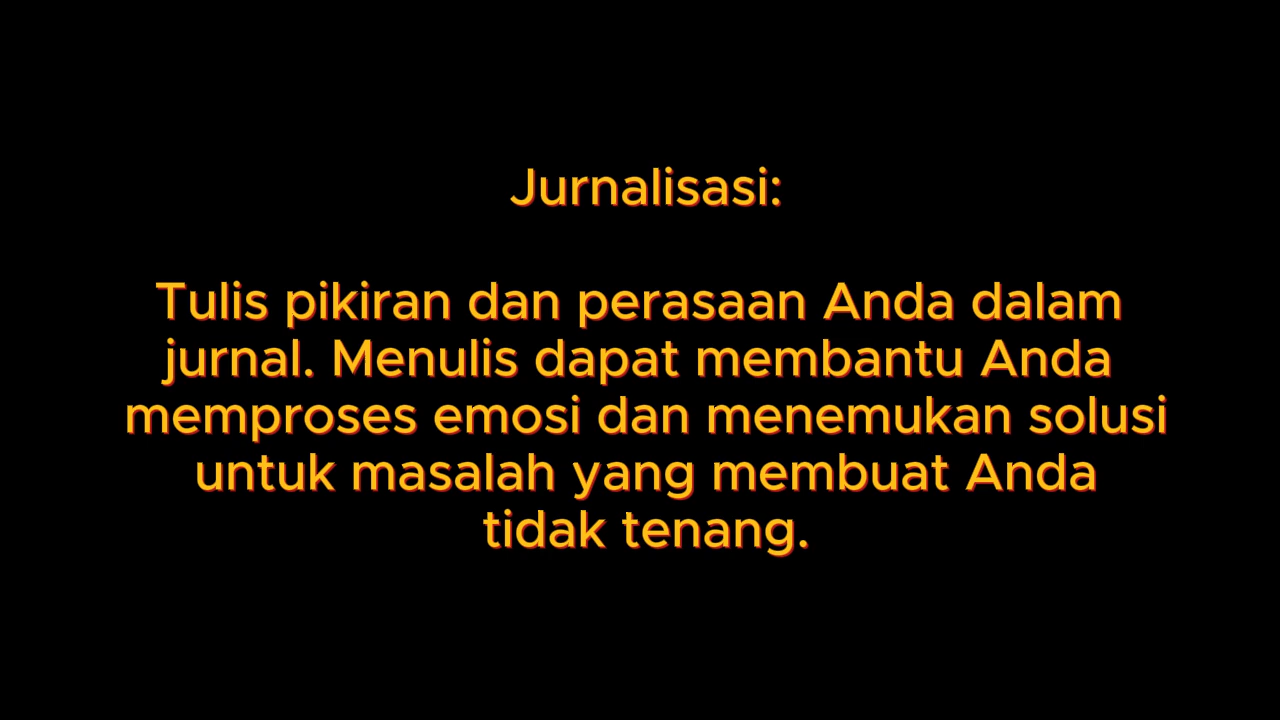 Jurnalisasi:
Tulis pikiran dan perasaan Anda dalam
jurnal. Menulis dapat membantu Anda
memproses emosi dan menemukan solusi
untuk masalah yang membuat Anda
tidak tenang.